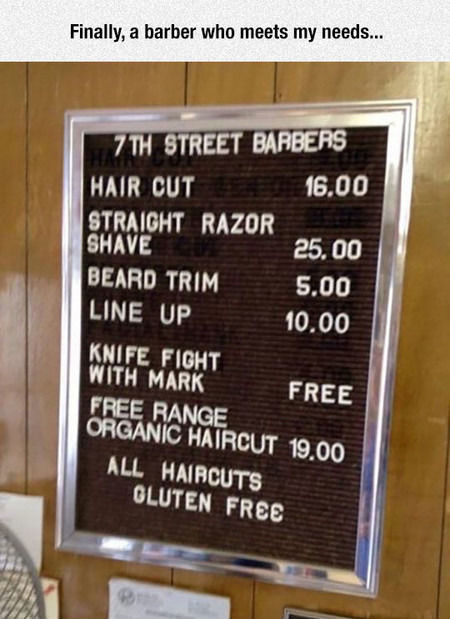 Finally, a barber who meets my needs...
7TH STREET BARBERS
HAIR CUT 16.00
STRAIGHT RAZOR
SHAVE 25.00
BEARD TRIM 5.00
LINE UP 10.00
KNIFE FIGHT
WITH MARK FREE
FREE RANGE
ORGANIC HAIRCUT 19.00
ALL HAIRCUTS
GLUTEN FREE